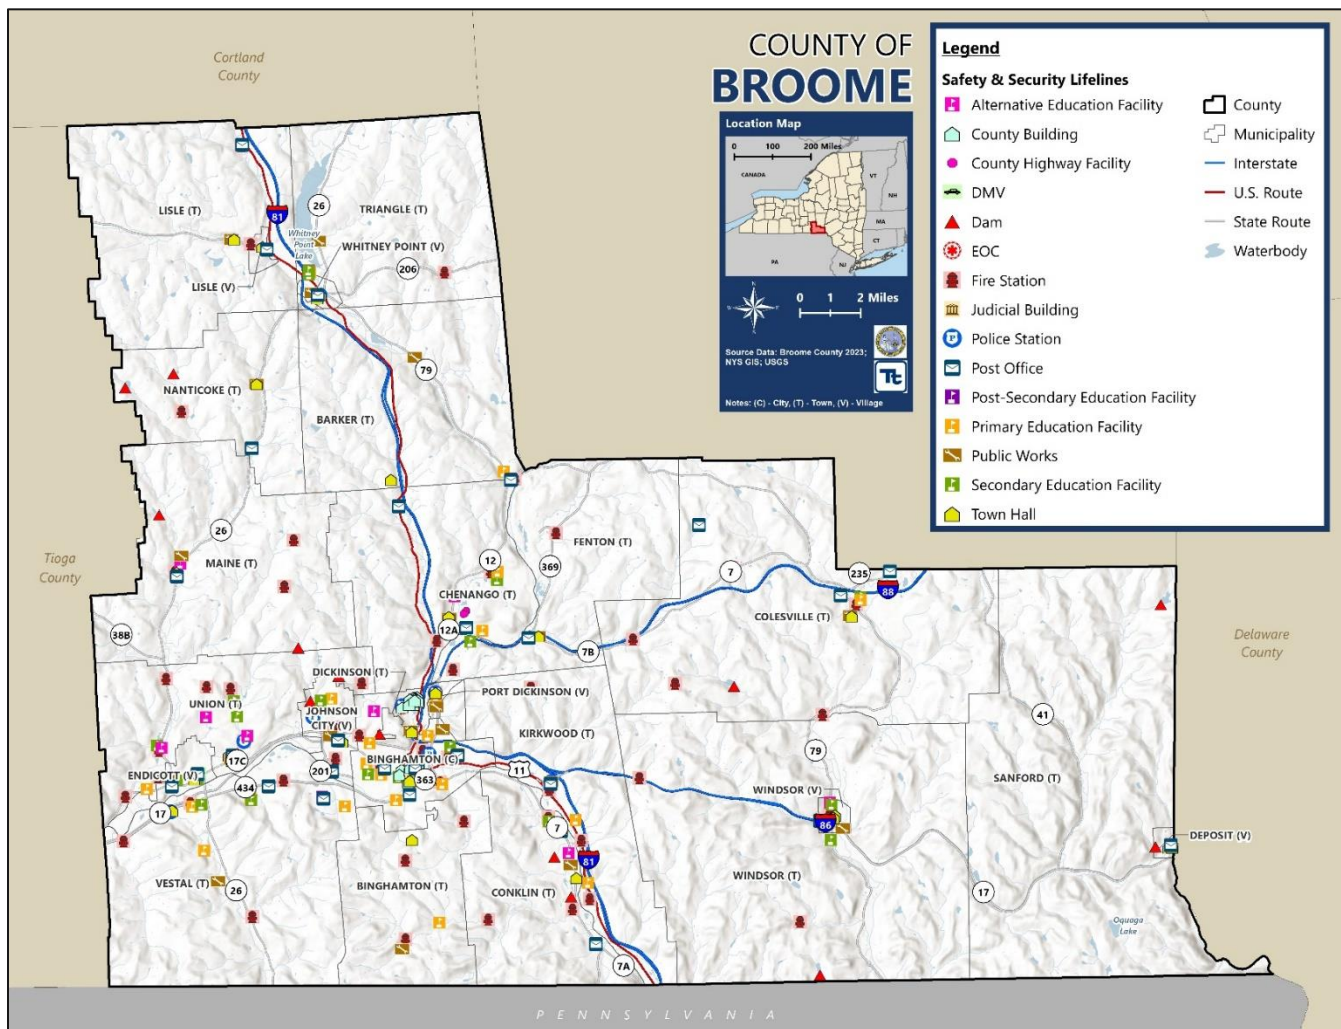 COUNTY OF
BROOME
Location Map
0 100 200 Miles
CANADA
VT
NH
MA
CT
PA
NJ
0 1 2 Miles
Source Data: Broome County 2023;
NYS GIS; USGS
Tt
Notes: (C) - City, (T) - Town, (V) - Village
Legend
Safety & Security Lifelines
Alternative Education Facility
County Building
County Highway Facility
DMV
Dam
EOC
Fire Station
Judicial Building
Police Station
Post Office
Post-Secondary Education Facility
Primary Education Facility
Public Works
Secondary Education Facility
Town Hall
County
Municipality
Interstate
U.S. Route
State Route
Waterbody
Cortland
County
LISLE (T)
81
26
TRIANGLE (T)
Whitney
Point
Lake
WHITNEY POINT (V)
206
LISLE (V)
79
NANTICOKE (T)
BARKER (T)
26
MAINE (T)
Tioga
County
12
369
FENTON (T)
CHENANGO (T)
7
235
88
COLESVILLE (T)
38B
12A
7B
Delaware
County
DICKINSON (T)
UNION (T)
JOHNSON
CITY (V)
PORT DICKINSON (V)
KIRKWOOD (T)
41
79
17C
201
BINGHAMTON (C)
363
11
ENDICOTT (V)
434
17
SANFORD (T)
WINDSOR (V)
86
7
81
DEPOSIT (V)
VESTAL (T)
26
BINGHAMTON (T)
CONKLIN (T)
WINDSOR (T)
17
Oquaga
Lake
7A
PENNSYLVANIA